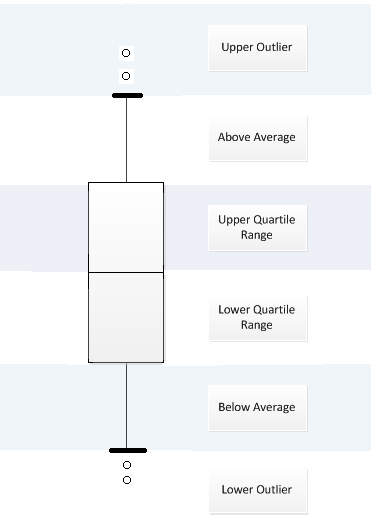 Upper Outlier
Above Average
Upper Quartile
Range
Lower Quartile
Range
Below Average
Lower Outlier